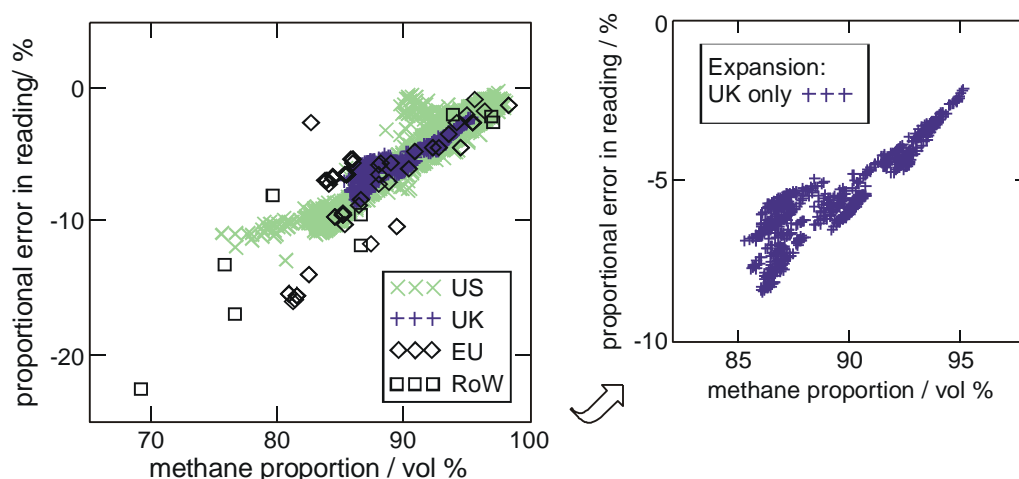 proportional error in reading/ %
0
-10
-20
70
80
90
100
methane proportion / vol %
××× US
+++ UK
◇◇◇ EU
□□□ RoW
proportional error in reading / %
0
-5
-10
85
90
95
methane proportion / vol %
Expansion:
UK only +++